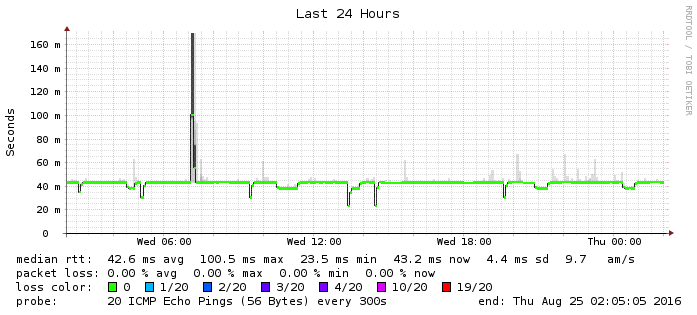 Last 24 Hours
RRDTOOL / TOBI OETIKER
Seconds
160 m
140 m
120 m
100 m
80 m
60 m
40 m
20 m
0
Wed 06:00 Wed 12:00 Wed 18:00 Thu 00:00
median rtt: 42.6 ms avg 100.5 ms max 23.5 ms min 43.2 ms now 4.4 ms sd 9.7 am/s
packet loss: 0.00 % avg 0.00 % max 0.00 % min 0.00 % now
loss color: 0 1/20 2/20 3/20 4/20 10/20 19/20
probe: 20 ICMP Echo Pings (56 Bytes) every 300s end: Thu Aug 25 02:05:05 2016